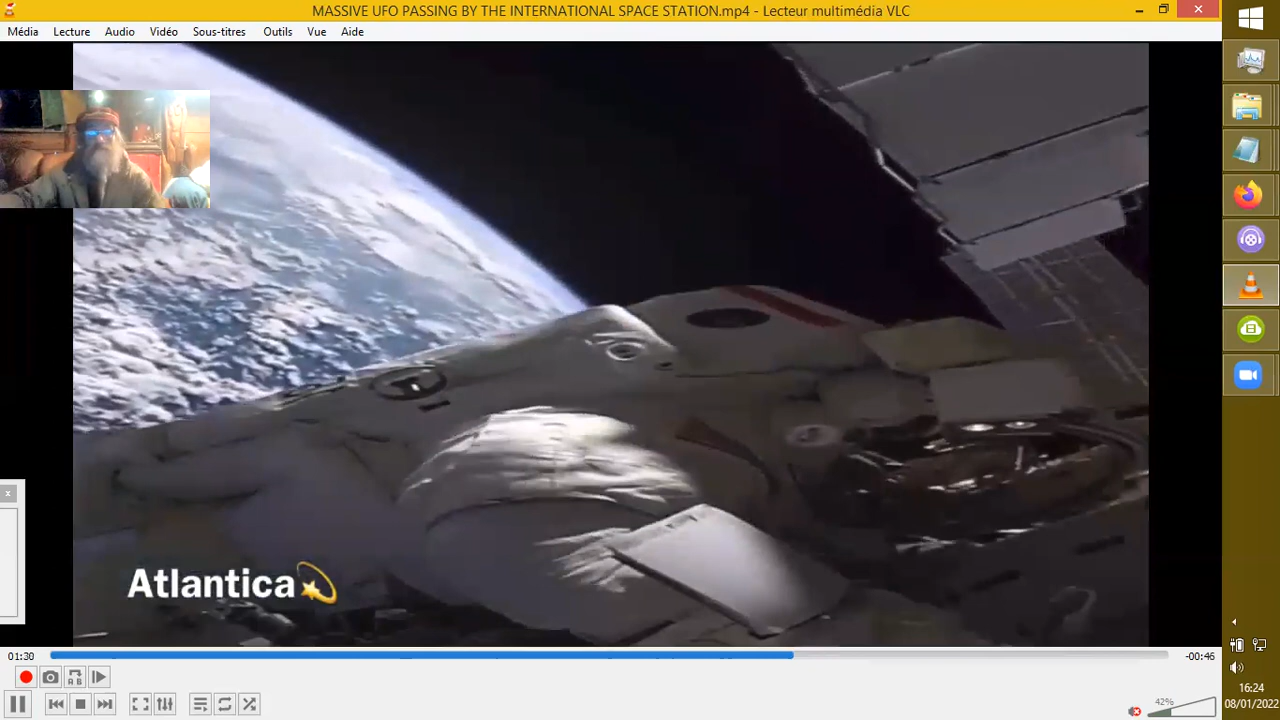 MASSIVE UFO PASSING BY THE INTERNATIONAL SPACE STATION.mp4 - Lecteur multimédia VLC
Média Lecture Audio Vidéo Sous-titres Outils Vue Aide
Atlantica
01:30
-00:46
A B
42%
16:24
08/01/2022